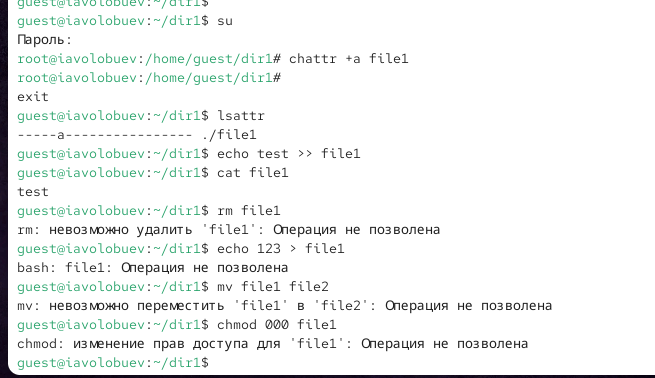 guest@iavolobuev:~/dir1$
guest@iavolobuev:~/dir1$ su
Пароль:
root@iavolobuev:/home/guest/dir1# chattr +a file1
root@iavolobuev:/home/guest/dir1#
exit
guest@iavolobuev:~/dir1$ lsattr
-----a---------------- ./file1
guest@iavolobuev:~/dir1$ echo test >> file1
guest@iavolobuev:~/dir1$ cat file1
test
guest@iavolobuev:~/dir1$ rm file1
rm: невозможно удалить 'file1': Операция не позволена
guest@iavolobuev:~/dir1$ echo 123 > file1
bash: file1: Операция не позволена
guest@iavolobuev:~/dir1$ mv file1 file2
mv: невозможно переместить 'file1' в 'file2': Операция не позволена
guest@iavolobuev:~/dir1$ chmod 000 file1
chmod: изменение прав доступа для 'file1': Операция не позволена
guest@iavolobuev:~/dir1$